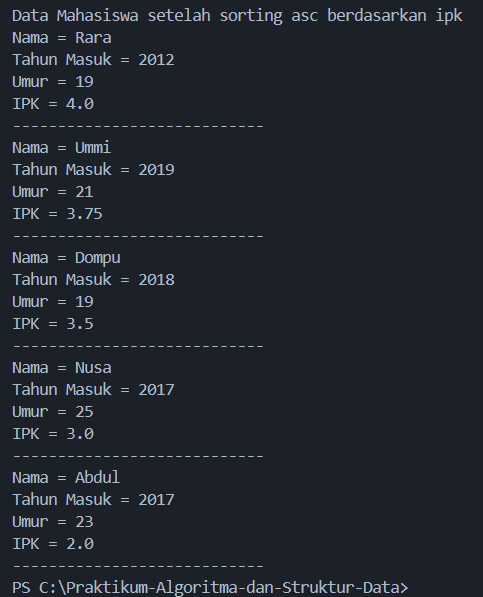 Data Mahasiswa setelah sorting asc berdasarkan ipk
Nama = Rara
Tahun Masuk = 2012
Umur = 19
IPK = 4.0
----------------------------
Nama = Ummi
Tahun Masuk = 2019
Umur = 21
IPK = 3.75
----------------------------
Nama = Dompu
Tahun Masuk = 2018
Umur = 19
IPK = 3.5
----------------------------
Nama = Nusa
Tahun Masuk = 2017
Umur = 25
IPK = 3.0
----------------------------
Nama = Abdul
Tahun Masuk = 2017
Umur = 23
IPK = 2.0
----------------------------
PS C:\Praktikum-Algoritma-dan-Struktur-Data>